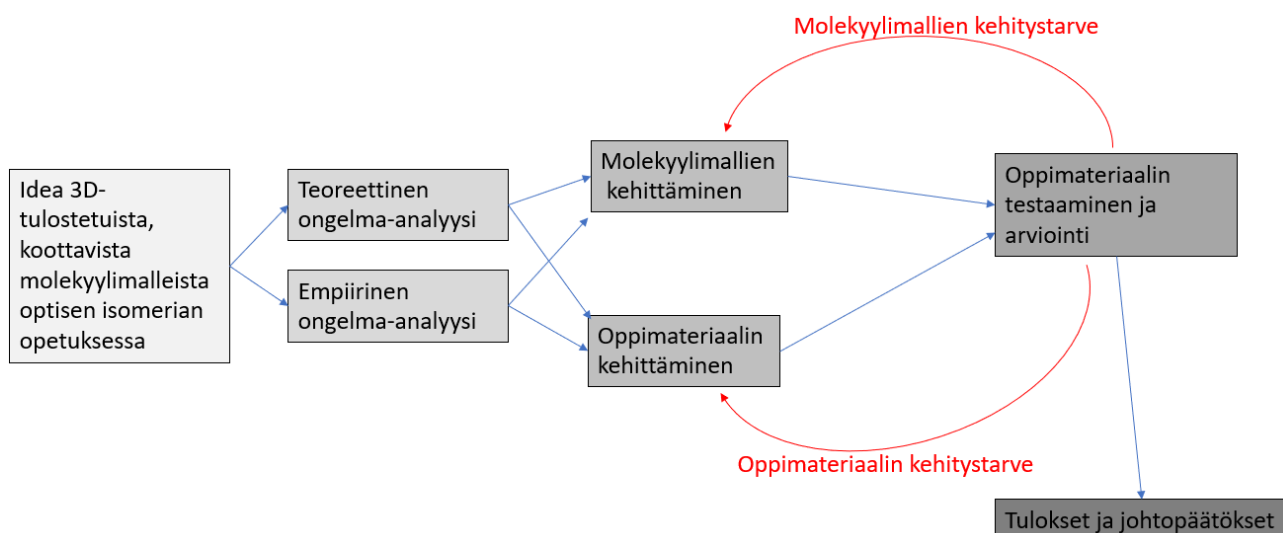 Molekyylimallien kehitystarve
Idea 3D-
tulostetuista,
koottavista
molekyylimalleista
optisen isomerian
opetuksessa
Teoreettinen
ongelma-analyysi
Empiirinen
ongelma-analyysi
Molekyylimallien
kehittäminen
Oppimateriaalin
kehittäminen
Oppimateriaalin
testaaminen ja
arviointi
Oppimateriaalin kehitystarve
Tulokset ja johtopäätökset